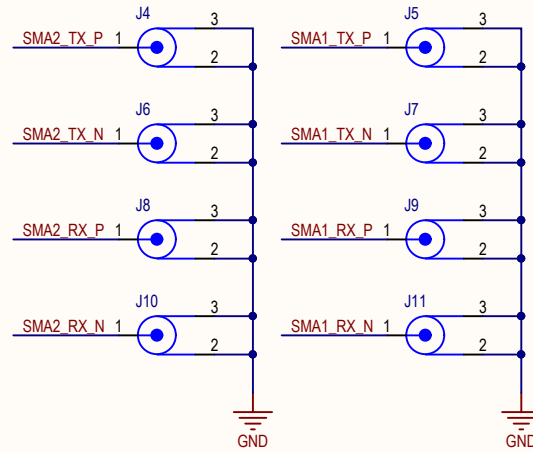 J4 3 J5 3
SMA2_TX_P 1 SMA1_TX_P 1
2 2
J6 3 J7 3
SMA2_TX_N 1 SMA1_TX_N 1
2 2
J8 3 J9 3
SMA2_RX_P 1 SMA1_RX_P 1
2 2
J10 3 J11 3
SMA2_RX_N 1 SMA1_RX_N 1
2 2
GND GND